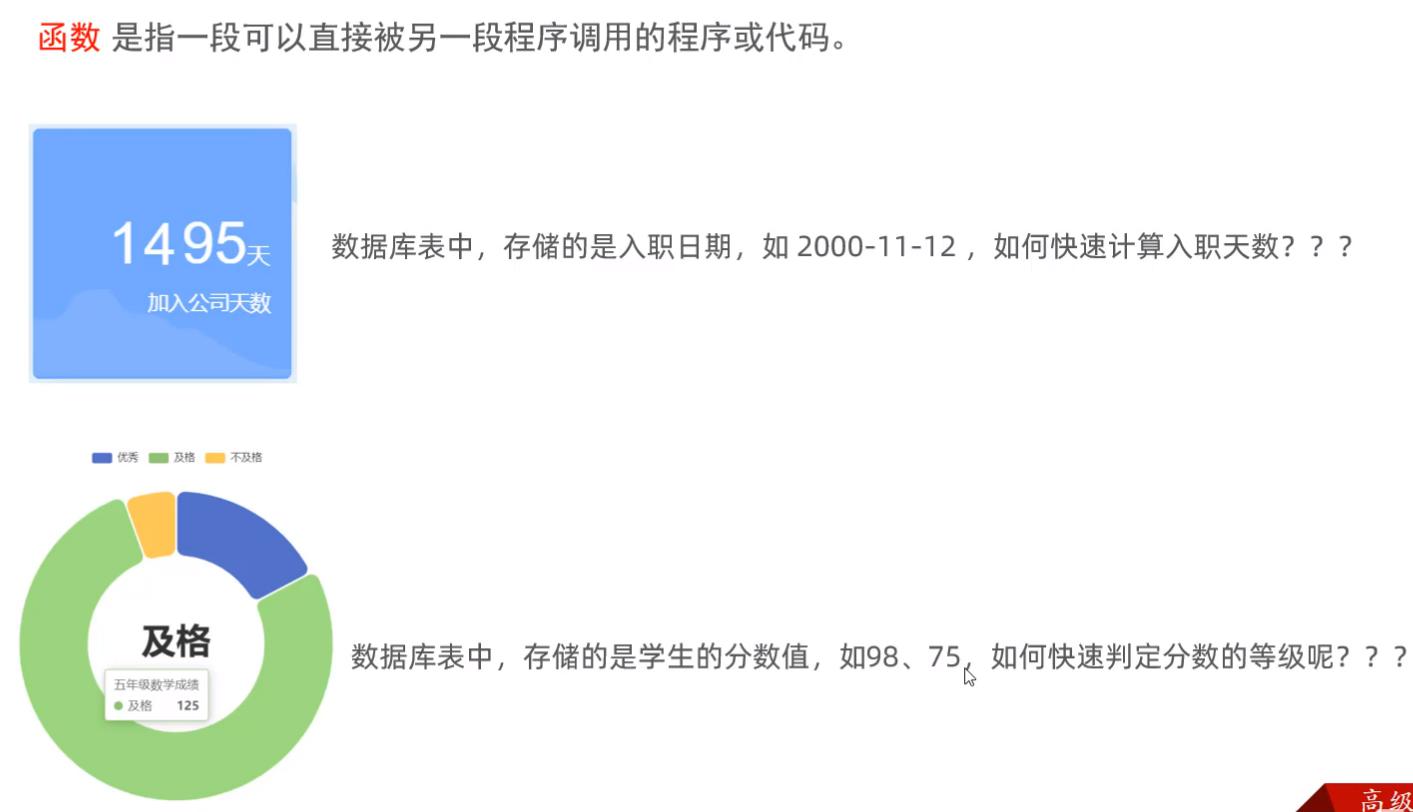 函数 是指一段可以直接被另一段程序调用的程序或代码。
1495天
加入公司天数
数据库表中，存储的是入职日期，如 2000-11-12 ，如何快速计算入职天数？？？
优秀 及格 不及格
及格
五年级数学成绩
及格 125
数据库表中，存储的是学生的分数值，如98、75，如何快速判定分数的等级呢？？？
高级